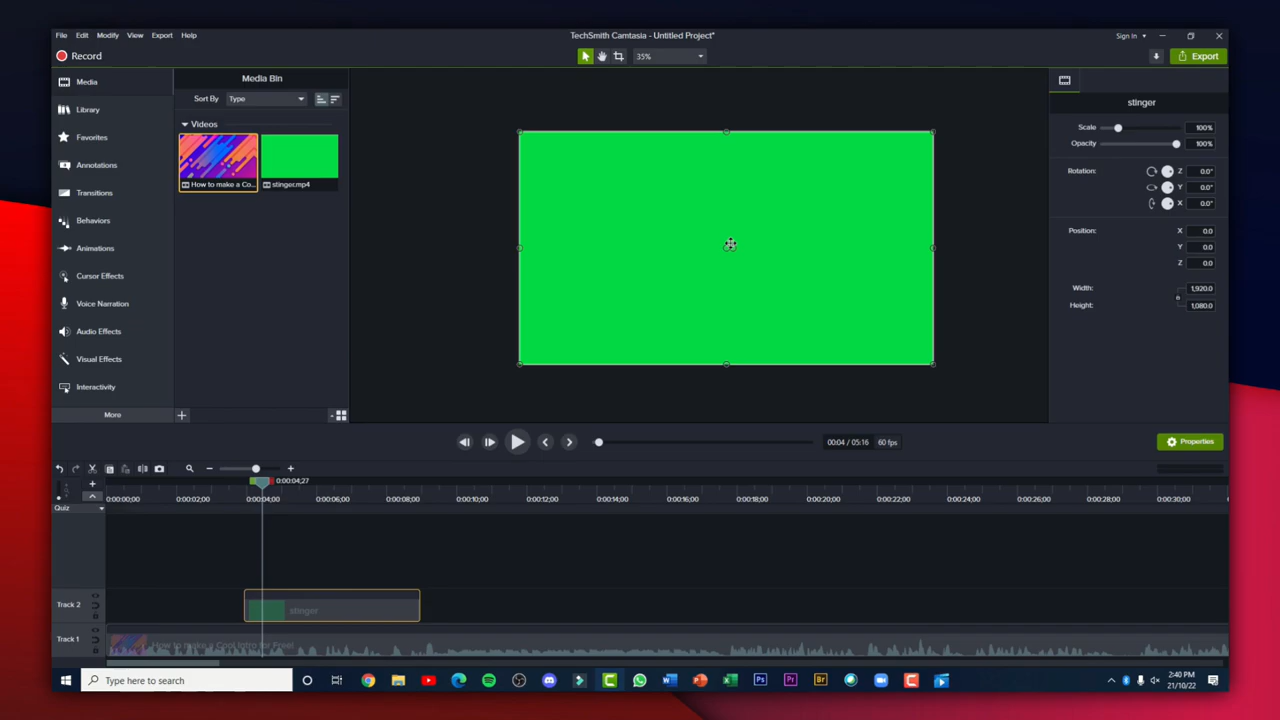 File Edit Modify View Export Help
TechSmith Camtasia - Untitled Project*
Sign In
Record
35%
Export
Media
Library
Favorites
Annotations
Transitions
Behaviors
Animations
Cursor Effects
Voice Narration
Audio Effects
Visual Effects
Interactivity
More
Media Bin
Sort By Type
Videos
How to make a Co...
stinger.mp4
stinger
Scale 100%
Opacity 100%
Rotation: Z 0.0°
Y 0.0°
X 0.0°
Position: X 0.0
Y 0.0
Z 0.0
Width: 1,920.0
Height: 1,080.0
00:04 / 05:16 60 fps
Properties
0:00:04;27
0:00:00;00 0:00:02;00 0:00:04;00 0:00:06;00 0:00:08;00 0:00:10;00 0:00:12;00 0:00:14;00 0:00:16;00 0:00:18;00 0:00:20;00 0:00:22;00 0:00:24;00 0:00:26;00 0:00:28;00 0:00:30;00
Quiz
Track 2
stinger
Track 1
How to make a Cool Intro for Free!
Type here to search
2:40 PM
21/10/22